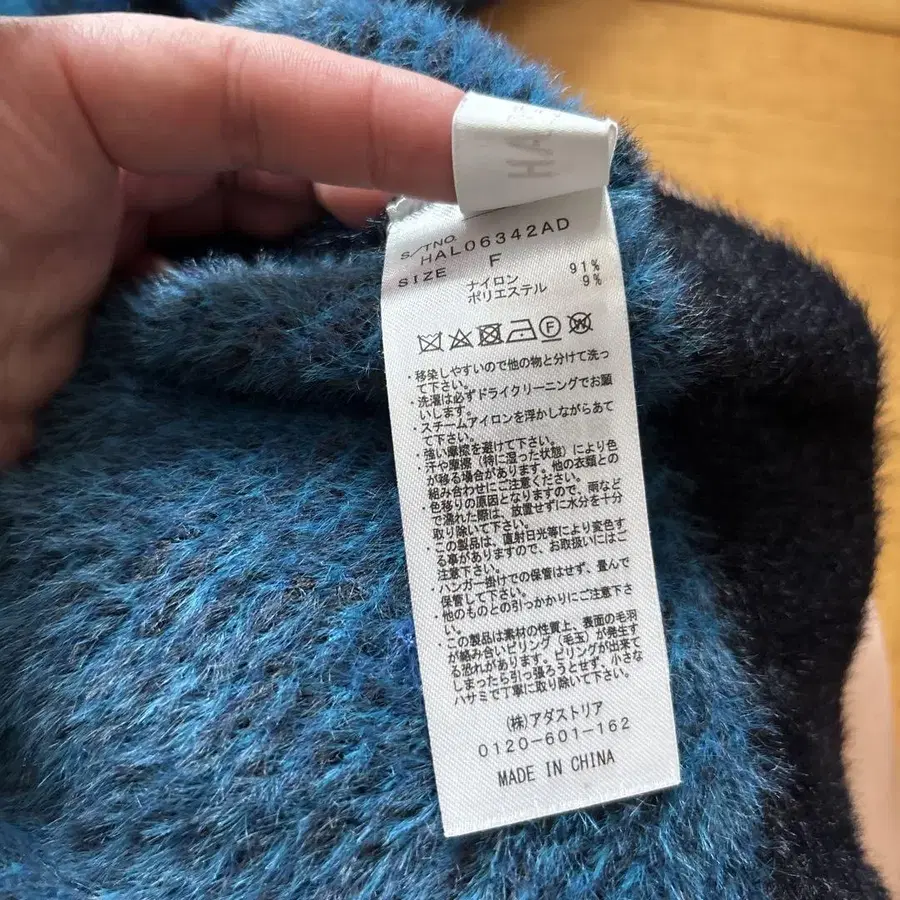 HA
S/TNO.
HAL06342AD
SIZE F
ナイロン 91%
ポリエステル 9%
・移染しやすいので他の物と分けて洗っ
て下さい。
・洗濯は必ずドライクリーニングでお願
いします。
・スチームアイロンを浮かしながらあ
て下さい。
・強い摩擦を避けて下さい。
・汗や摩擦（特に湿った状態）により色
が移る場合があります。他の衣類との
組み合わせにご注意ください。
・色移りの原因となりますので、雨など
で濡れた際は、放置せずに水分を十分
取り除いて下さい。
・この製品は、直射日光等により変色す
る事がありますので、お取扱いにはご
注意下さい。
・ハンガー掛けでの保管はせず、畳んで
保管して下さい。
・他のものとの引っかかりにご注意下さ
い。
・この製品は素材の性質上、表面の毛羽
が絡み合いピリング（毛玉）が発生す
る恐れがあります。ピリングが出来て
しまったら引っ張ろうとせず、小さな
ハサミで丁寧に取り除いて下さい。
(株)アダストリア
0120-601-162
MADE IN CHINA